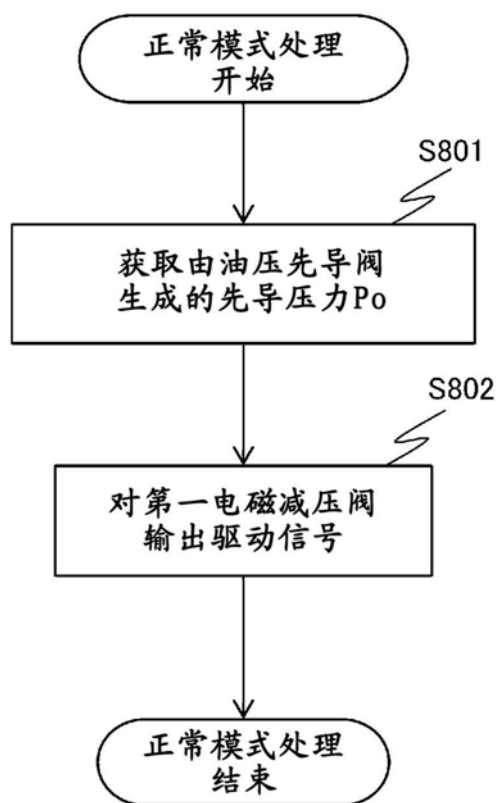 正常模式处理
开始
S801
获取由油压先导阀
生成的先导压力Po
S802
对第一电磁减压阀
输出驱动信号
正常模式处理
结束